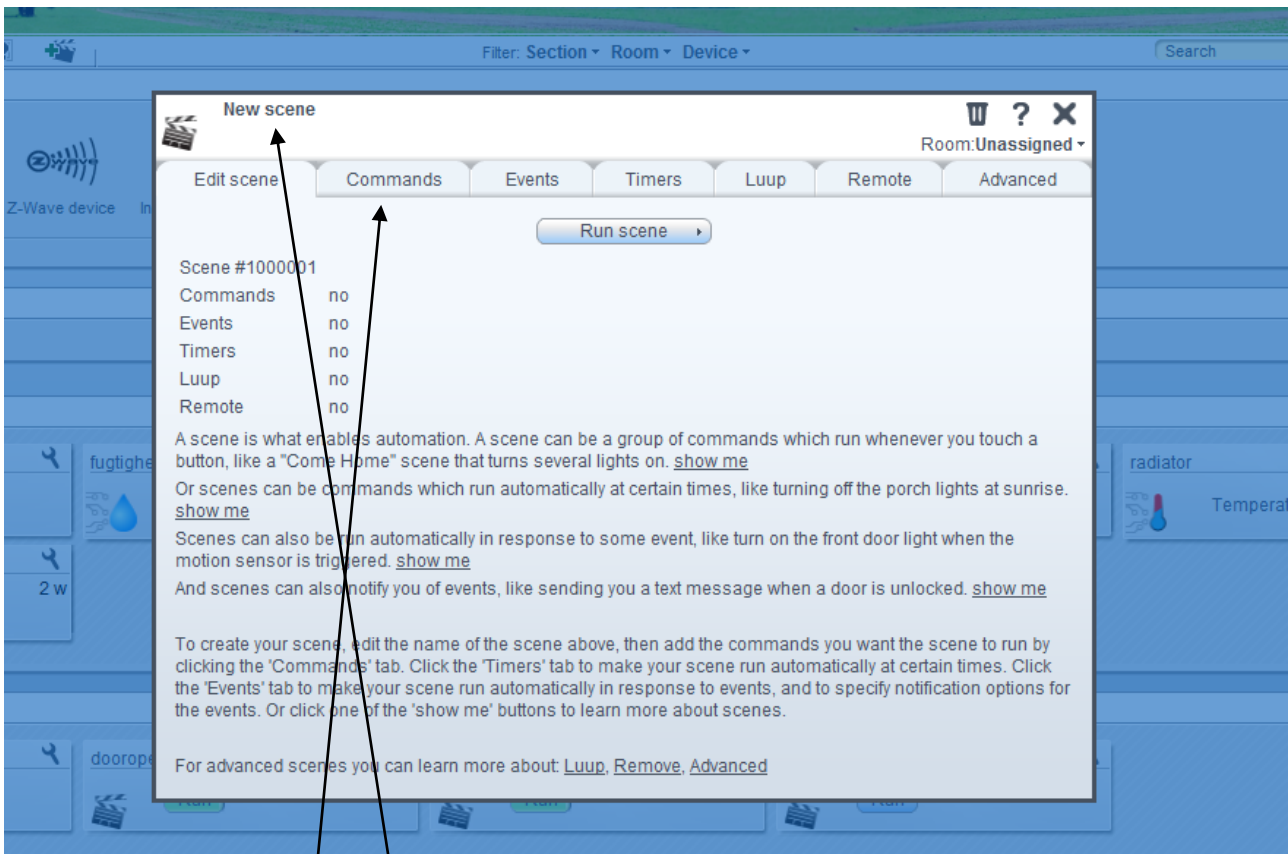 Filter: Section Room Device
Search
New scene
?
Room:Unassigned
Edit scene Commands Events Timers Luup Remote Advanced
Z-Wave device In
Run scene
Scene #1000001
Commands no
Events no
Timers no
Luup no
Remote no
A scene is what enables automation. A scene can be a group of commands which run whenever you touch a
button, like a "Come Home" scene that turns several lights on. show me
Or scenes can be commands which run automatically at certain times, like turning off the porch lights at sunrise.
show me
Scenes can also be run automatically in response to some event, like turn on the front door light when the
motion sensor is triggered. show me
And scenes can also notify you of events, like sending you a text message when a door is unlocked. show me
To create your scene, edit the name of the scene above, then add the commands you want the scene to run by
clicking the 'Commands' tab. Click the 'Timers' tab to make your scene run automatically at certain times. Click
the 'Events' tab to make your scene run automatically in response to events, and to specify notification options for
the events. Or click one of the 'show me' buttons to learn more about scenes.
For advanced scenes you can learn more about: Luup, Remove, Advanced
fugtighe
radiator
Temperat
2 w
doorope
Run Run Run